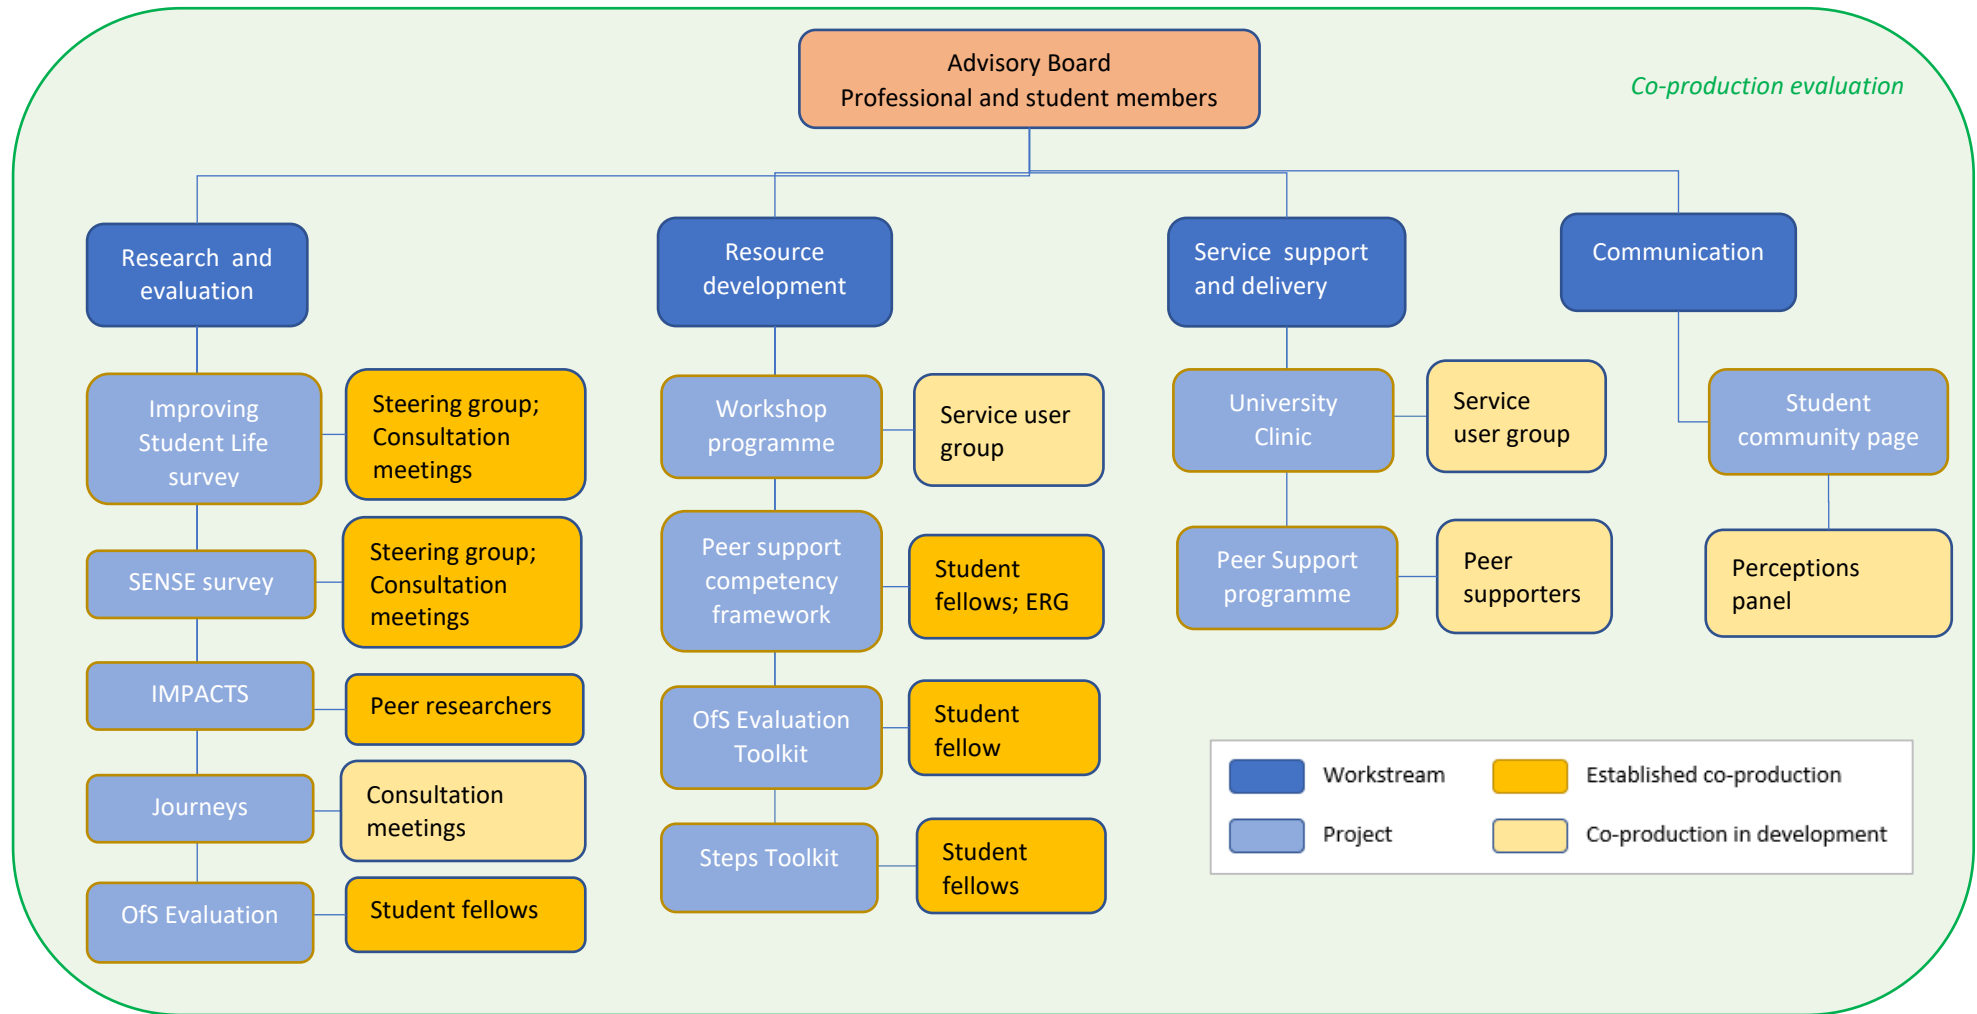 Advisory Board
Professional and student members
Co-production evaluation
Research and
evaluation
Resource
development
Service support
and delivery
Communication
Improving
Student Life
survey
Steering group;
Consultation
meetings
SENSE survey
Steering group;
Consultation
meetings
IMPACTS
Peer researchers
Journeys
Consultation
meetings
OfS Evaluation
Student fellows
Workshop
programme
Service user
group
Peer support
competency
framework
Student
fellows; ERG
OfS Evaluation
Toolkit
Student
fellow
Steps Toolkit
Student
fellows
University
Clinic
Service
user group
Peer Support
programme
Peer
supporters
Student
community page
Perceptions
panel
Workstream
Established co-production
Project
Co-production in development